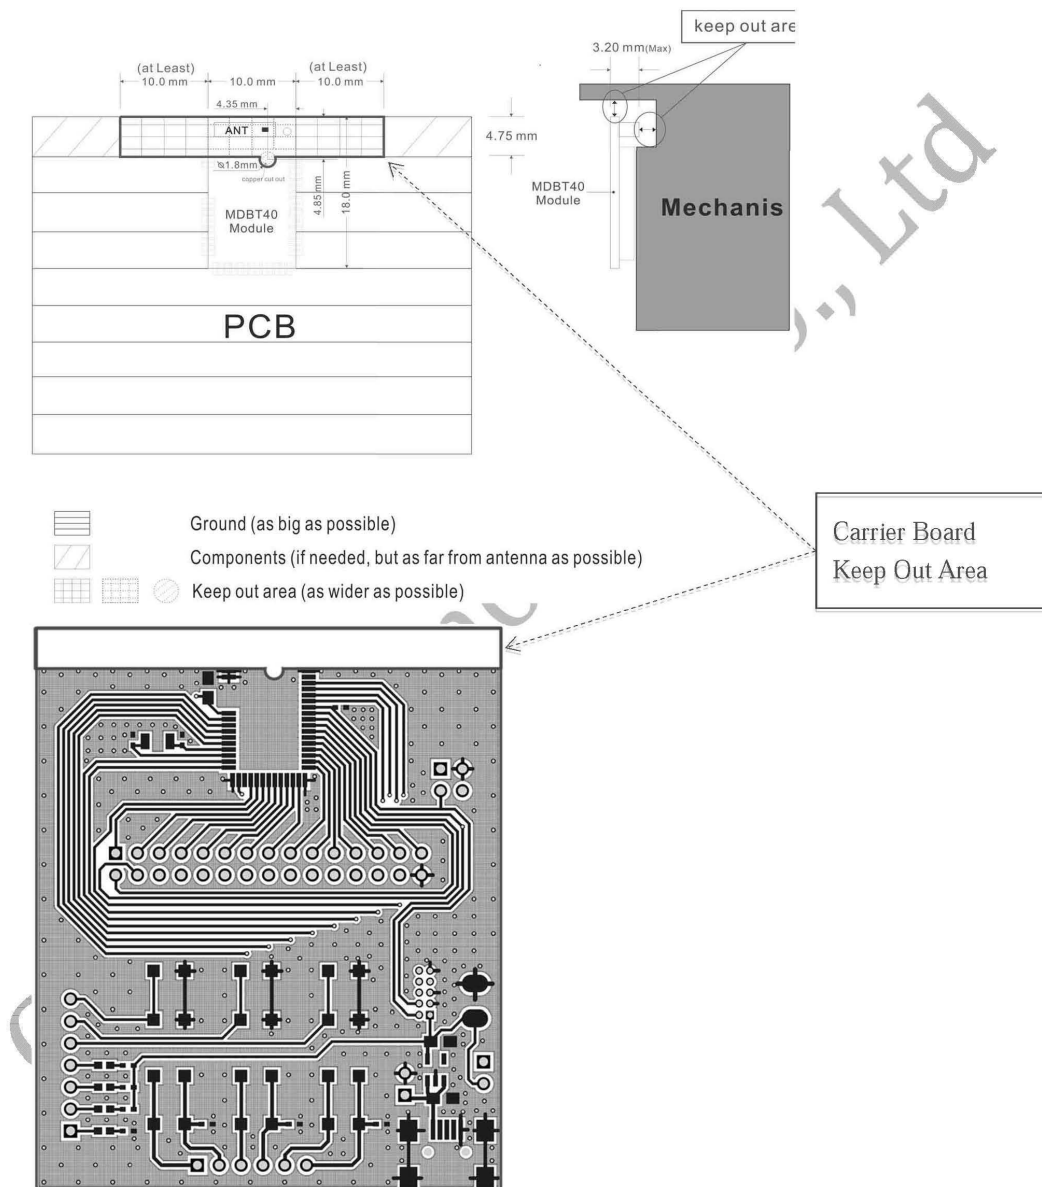 keep out are
3.20 mm(Max)
(at Least)
(at Least)
10.0 mm
10.0 mm
10.0 mm
4.35 mm
ANT
4.75 mm
1.8mm
copper cut out
4.85 mm
18.0 mm
MDBT40
Module
MDBT40
Module
Mechanis
PCB
., Ltd
Ground (as big as possible)
Components (if needed, but as far from antenna as possible)
Keep out area (as wider as possible)
Carrier Board
Keep Out Area